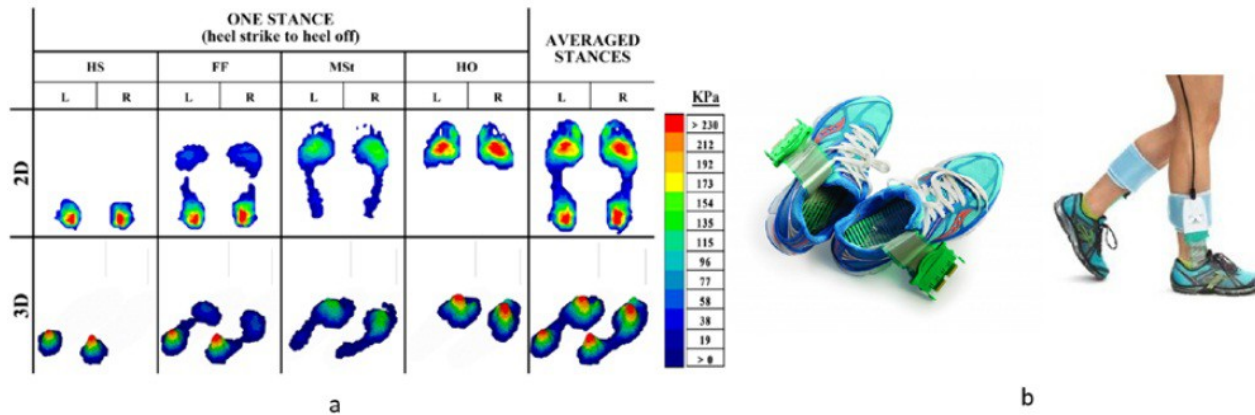 ONE STANCE
(heel strike to heel off)
AVERAGED
STANCES
HS FF MSt HO
L R L R L R L R L R
KPa
2D
> 230
212
192
173
154
135
115
96
77
58
38
19
> 0
3D
a
b